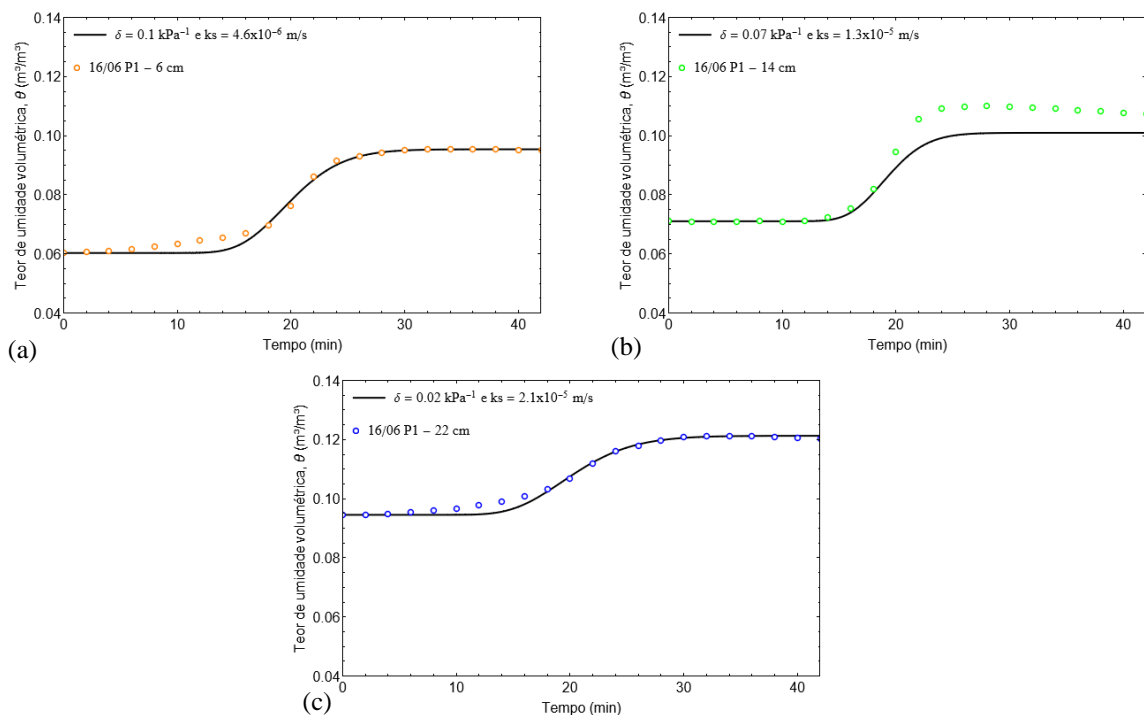 0.14
0.12
0.10
0.08
0.06
0.04
Teor de umidade volumétrica, θ (m³/m³)
δ = 0.1 kPa⁻¹ e ks = 4.6x10⁻⁶ m/s
16/06 P1 – 6 cm
0 10 20 30 40
Tempo (min)
(a)
0.14
0.12
0.10
0.08
0.06
0.04
Teor de umidade volumétrica, θ (m³/m³)
δ = 0.07 kPa⁻¹ e ks = 1.3x10⁻⁵ m/s
16/06 P1 – 14 cm
0 10 20 30 40
Tempo (min)
(b)
0.14
0.12
0.10
0.08
0.06
0.04
Teor de umidade volumétrica, θ (m³/m³)
δ = 0.02 kPa⁻¹ e ks = 2.1x10⁻⁵ m/s
16/06 P1 – 22 cm
0 10 20 30 40
Tempo (min)
(c)